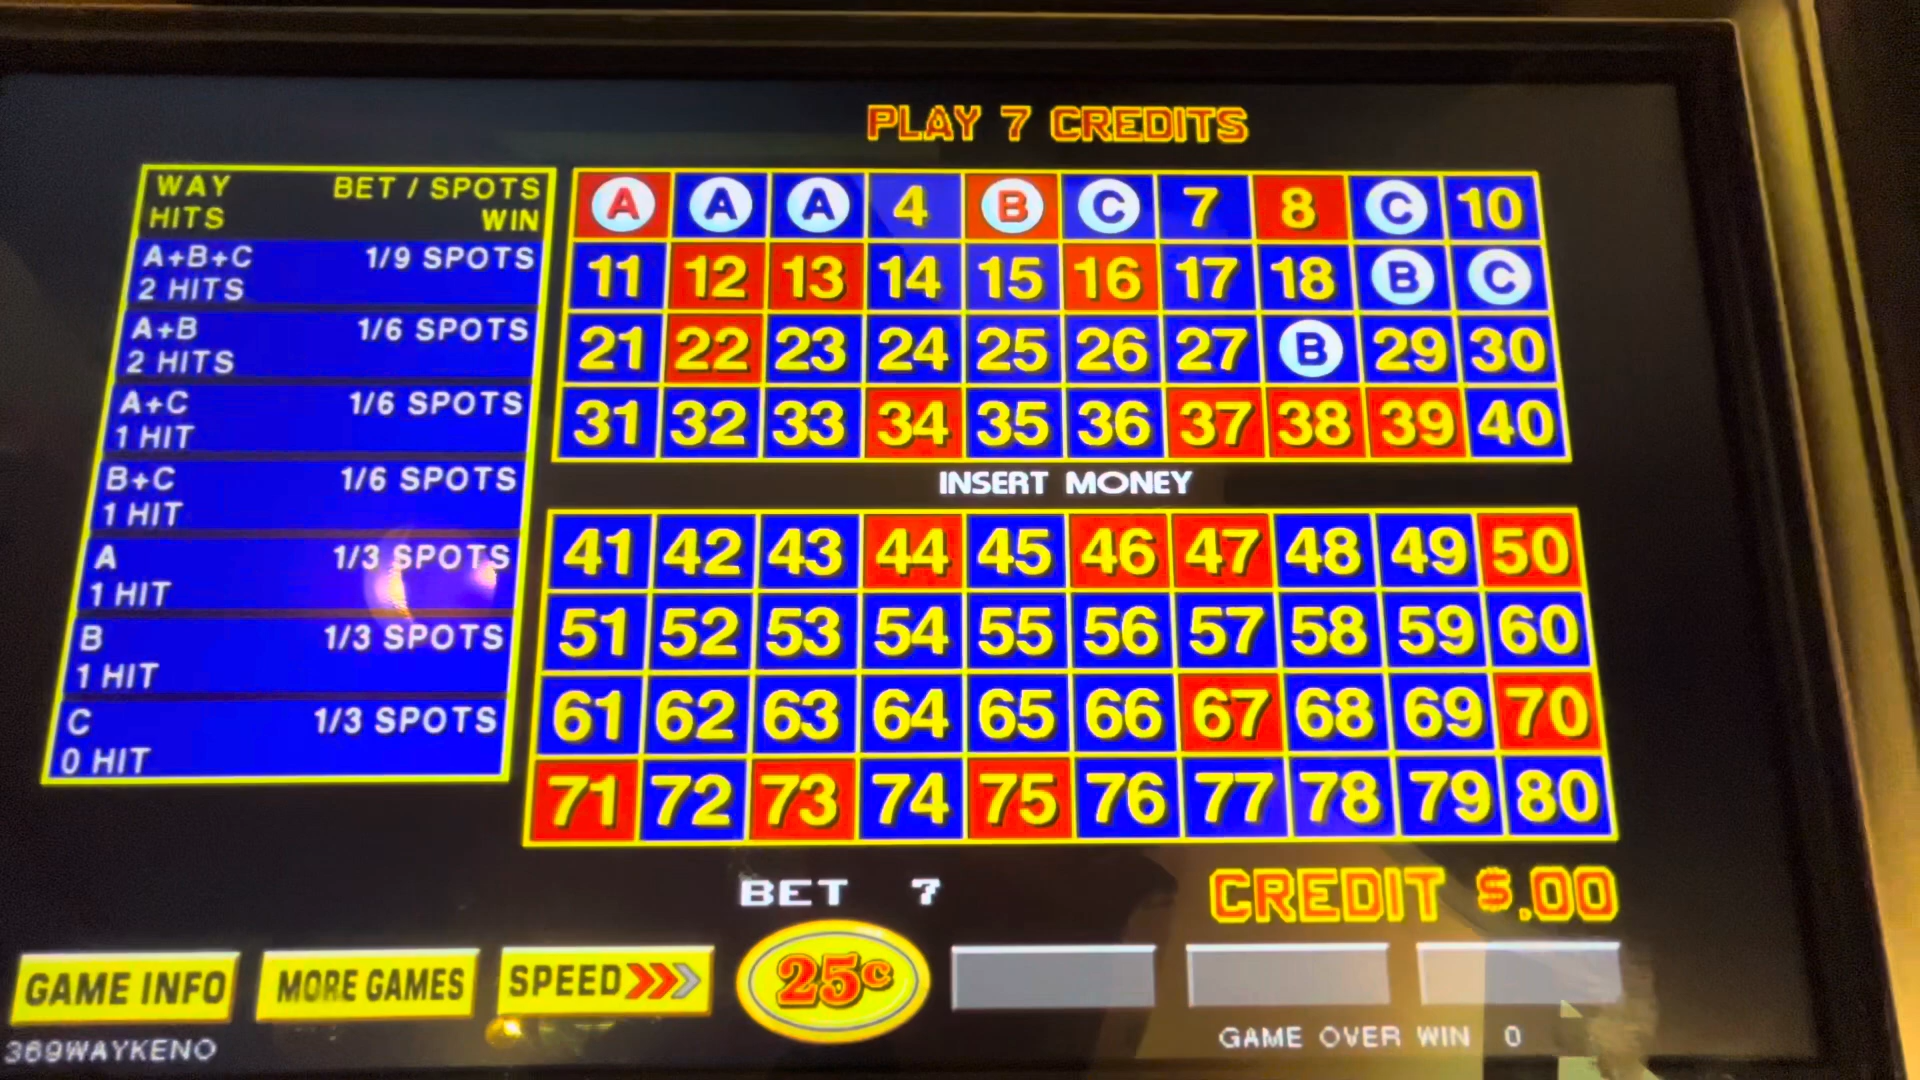 PLAY 7 CREDITS
WAY BET / SPOTS
HITS WIN
A+B+C 1/9 SPOTS
2 HITS
A+B 1/6 SPOTS
2 HITS
A+C 1/6 SPOTS
1 HIT
B+C 1/6 SPOTS
1 HIT
A 1/3 SPOTS
1 HIT
B 1/3 SPOTS
1 HIT
C 1/3 SPOTS
0 HIT
A A A 4 B C 7 8 C 10
11 12 13 14 15 16 17 18 B C
21 22 23 24 25 26 27 B 29 30
31 32 33 34 35 36 37 38 39 40
INSERT MONEY
41 42 43 44 45 46 47 48 49 50
51 52 53 54 55 56 57 58 59 60
61 62 63 64 65 66 67 68 69 70
71 72 73 74 75 76 77 78 79 80
BET 7 CREDIT $.00
GAME INFO MORE GAMES SPEED 25¢
369WAYKENO GAME OVER WIN 0